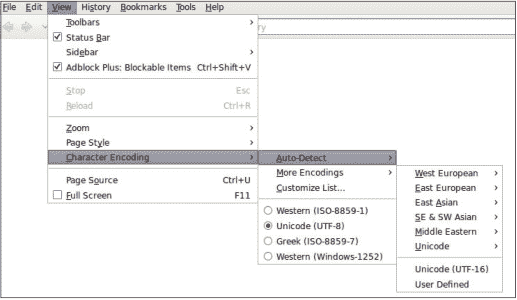 File Edit View History Bookmarks Tools Help
Toolbars
ry
Status Bar
Sidebar
Adblock Plus: Blockable Items Ctrl+Shift+V
Stop Esc
Reload Ctrl+R
Zoom
Page Style
Character Encoding
Auto-Detect
More Encodings
West European
Page Source Ctrl+U
Customize List...
East European
Full Screen F11
East Asian
Western (ISO-8859-1)
SE & SW Asian
Unicode (UTF-8)
Middle Eastern
Greek (ISO-8859-7)
Unicode
Western (Windows-1252)
Unicode (UTF-16)
User Defined